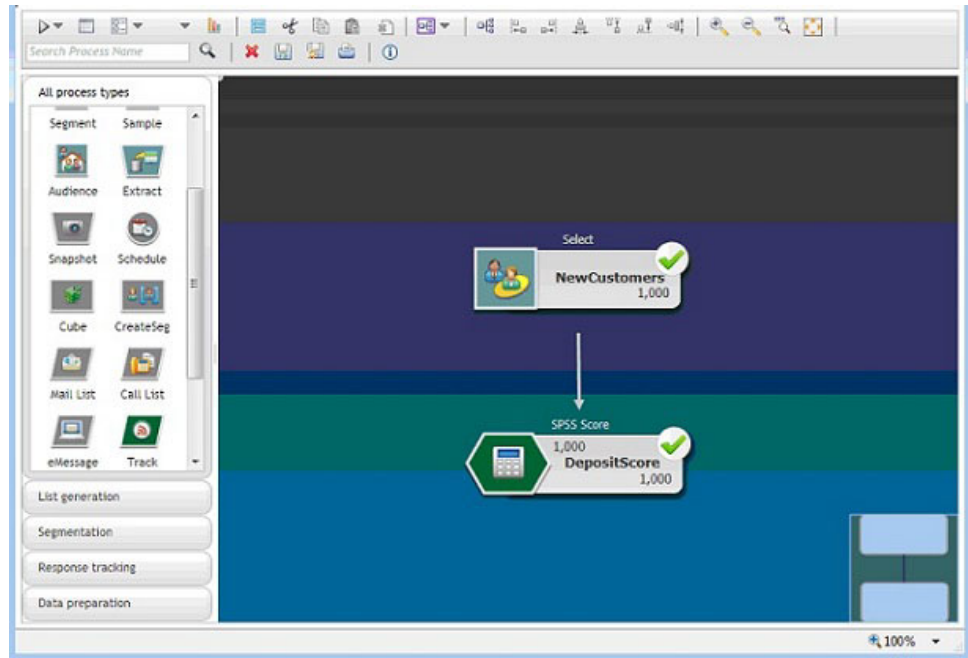 Search Process Name
All process types
Segment Sample
Audience Extract
Snapshot Schedule
Cube CreateSeg
Mail List Call List
eMessage Track
List generation
Segmentation
Response tracking
Data preparation
Select
NewCustomers
1,000
SPSS Score
1,000
DepositScore
1,000
100%